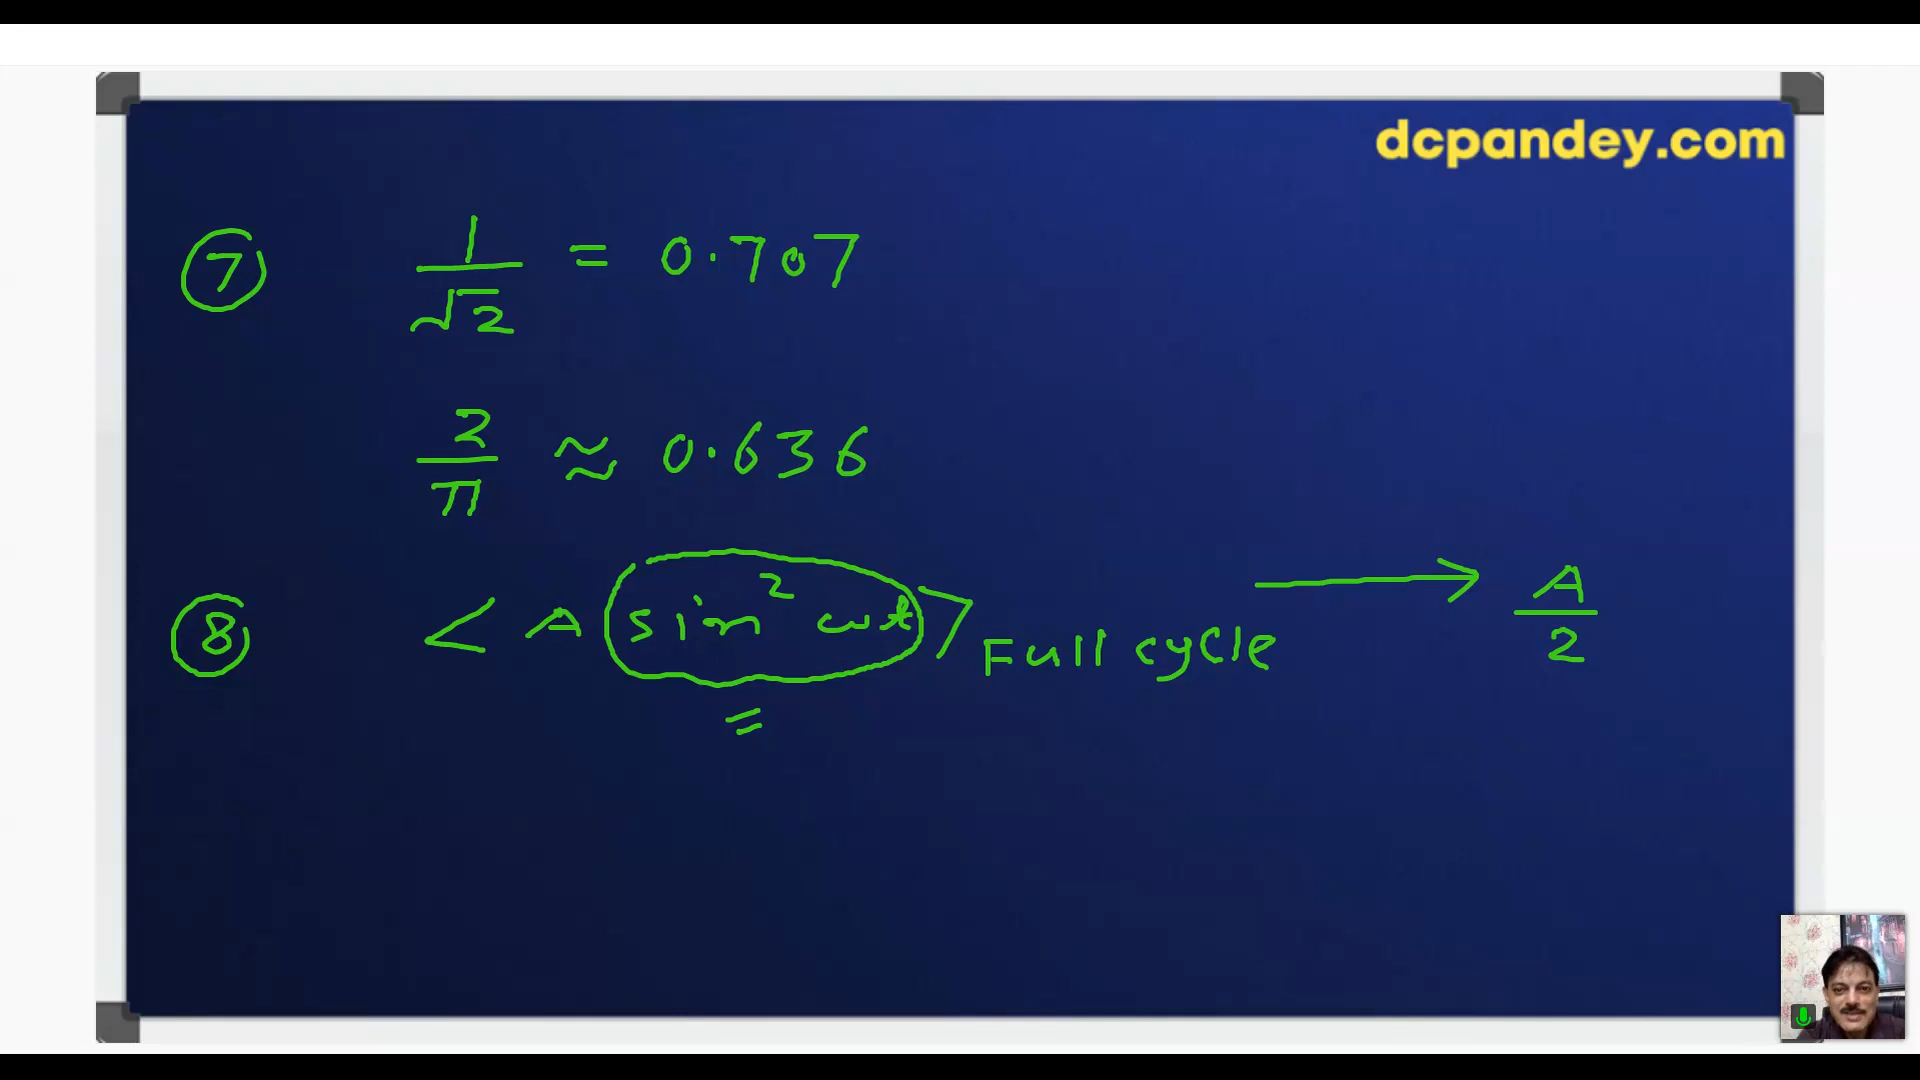 dcpandey.com
⑦ 1/√2 = 0.707
2/π ≈ 0.636
⑧ < A sin² ωt > Full cycle → A/2
=